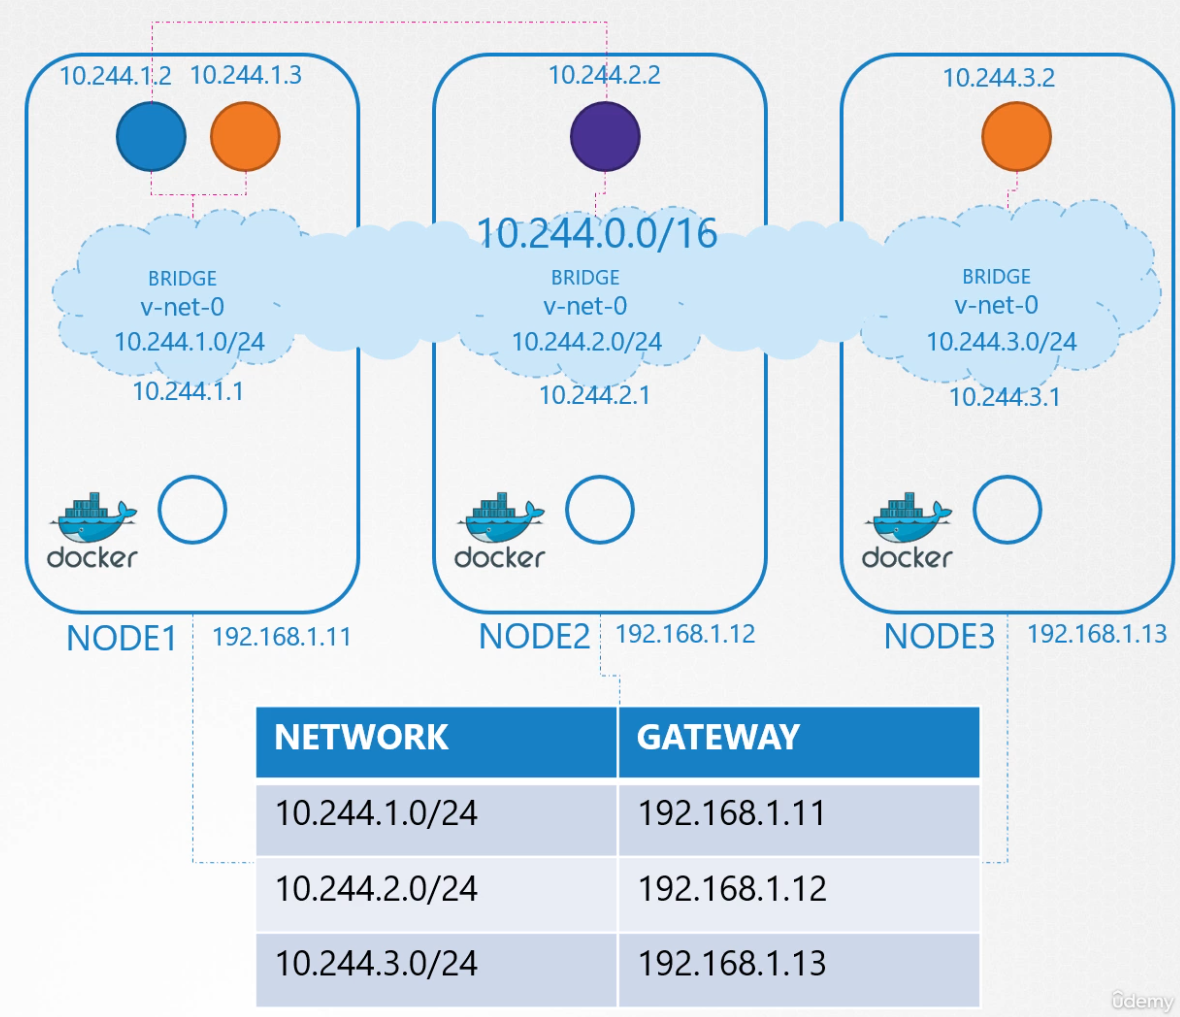 10.244.1.2 10.244.1.3
10.244.2.2
10.244.3.2
10.244.0.0/16
BRIDGE
v-net-0
10.244.1.0/24
10.244.1.1
BRIDGE
v-net-0
10.244.2.0/24
10.244.2.1
BRIDGE
v-net-0
10.244.3.0/24
10.244.3.1
docker
docker
docker
NODE1 192.168.1.11
NODE2 192.168.1.12
NODE3 192.168.1.13
NETWORK GATEWAY
10.244.1.0/24 192.168.1.11
10.244.2.0/24 192.168.1.12
10.244.3.0/24 192.168.1.13
ûdemy